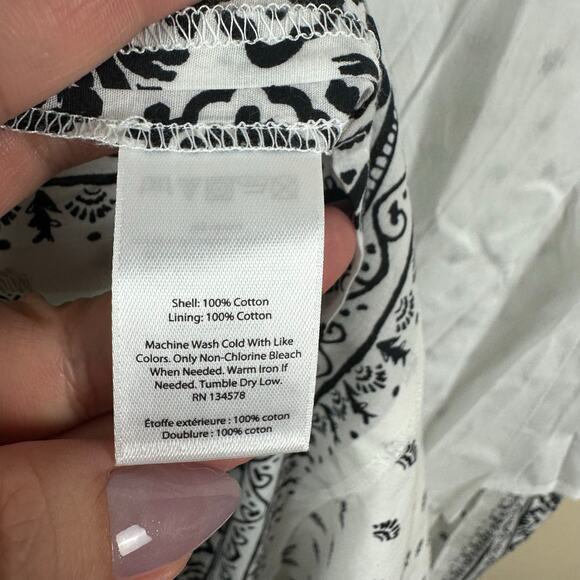 Shell: 100% Cotton
Lining: 100% Cotton
Machine Wash Cold With Like
Colors. Only Non-Chlorine Bleach
When Needed. Warm Iron If
Needed. Tumble Dry Low.
RN 134578
Étoffe extérieure : 100% coton
Doublure : 100% coton